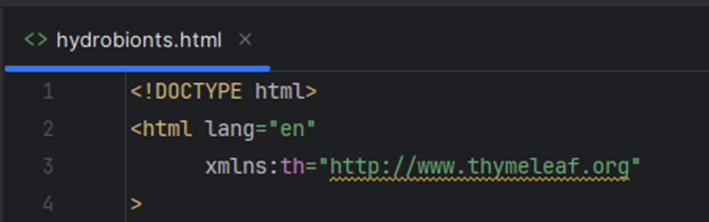 <> hydrobionts.html ×
1 <!DOCTYPE html>
2 <html lang="en"
3 xmlns:th="http://www.thymeleaf.org"
4 >